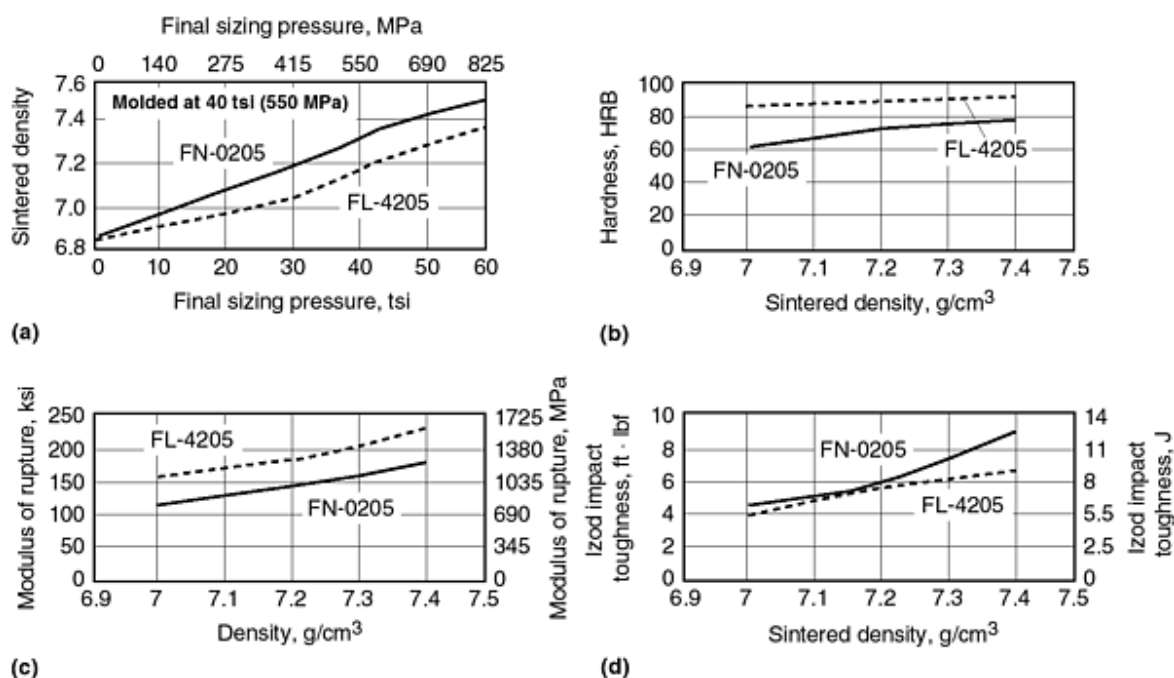 Final sizing pressure, MPa
0 140 275 415 550 690 825
Sintered density
7.6
7.4
7.2
7.0
6.8
Molded at 40 tsi (550 MPa)
FN-0205
FL-4205
0 10 20 30 40 50 60
Final sizing pressure, tsi
(a)
Hardness, HRB
100
80
60
40
20
0
FN-0205
FL-4205
6.9 7 7.1 7.2 7.3 7.4 7.5
Sintered density, g/cm³
(b)
Modulus of rupture, ksi
250
200
150
100
50
0
FL-4205
FN-0205
1725
1380
1035
690
345
0
Modulus of rupture, MPa
6.9 7 7.1 7.2 7.3 7.4 7.5
Density, g/cm³
(c)
Izod impact
toughness, ft · lbf
10
8
6
4
2
0
FN-0205
FL-4205
14
11
8
5.5
2.5
0
Izod impact
toughness, J
6.9 7 7.1 7.2 7.3 7.4 7.5
Sintered density, g/cm³
(d)